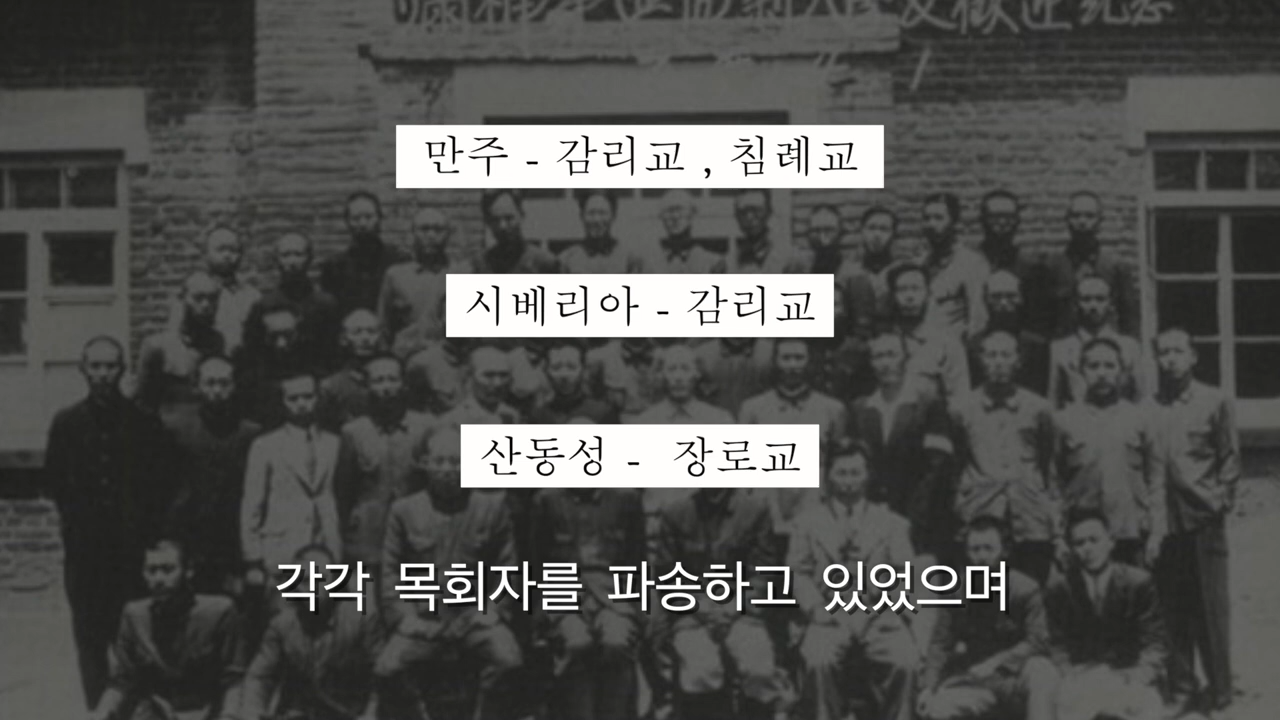 만주 - 감리교 , 침례교
시베리아 - 감리교
산동성 - 장로교
각각 목회자를 파송하고 있었으며